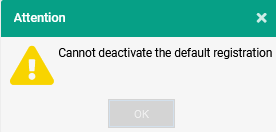 Attention
Cannot deactivate the default registration
OK